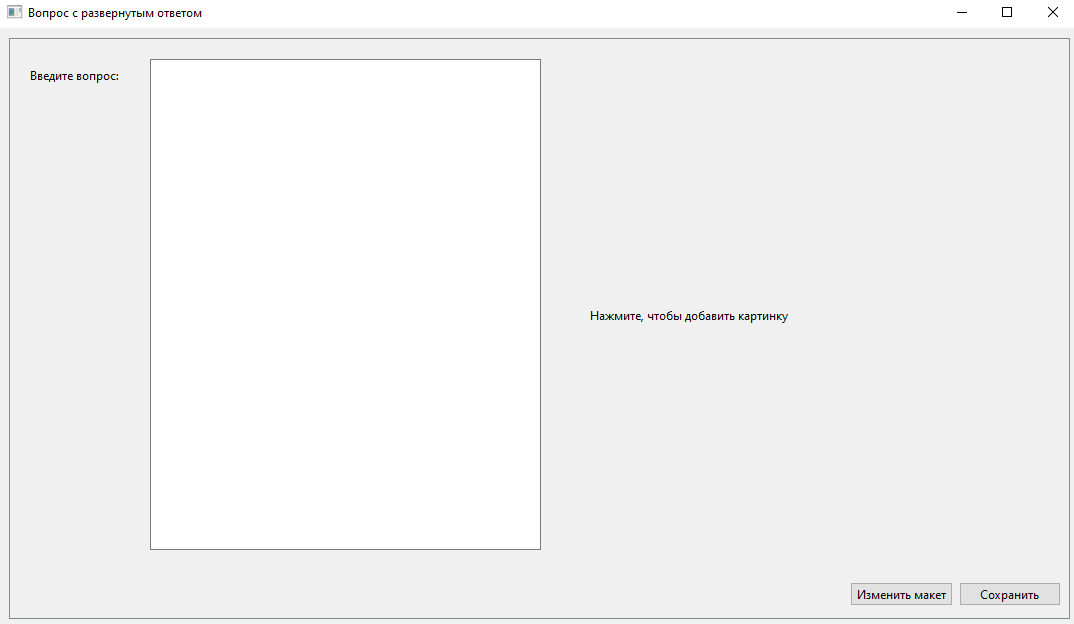 Вопрос с развернутым ответом
Введите вопрос:
Нажмите, чтобы добавить картинку
Изменить макет
Сохранить